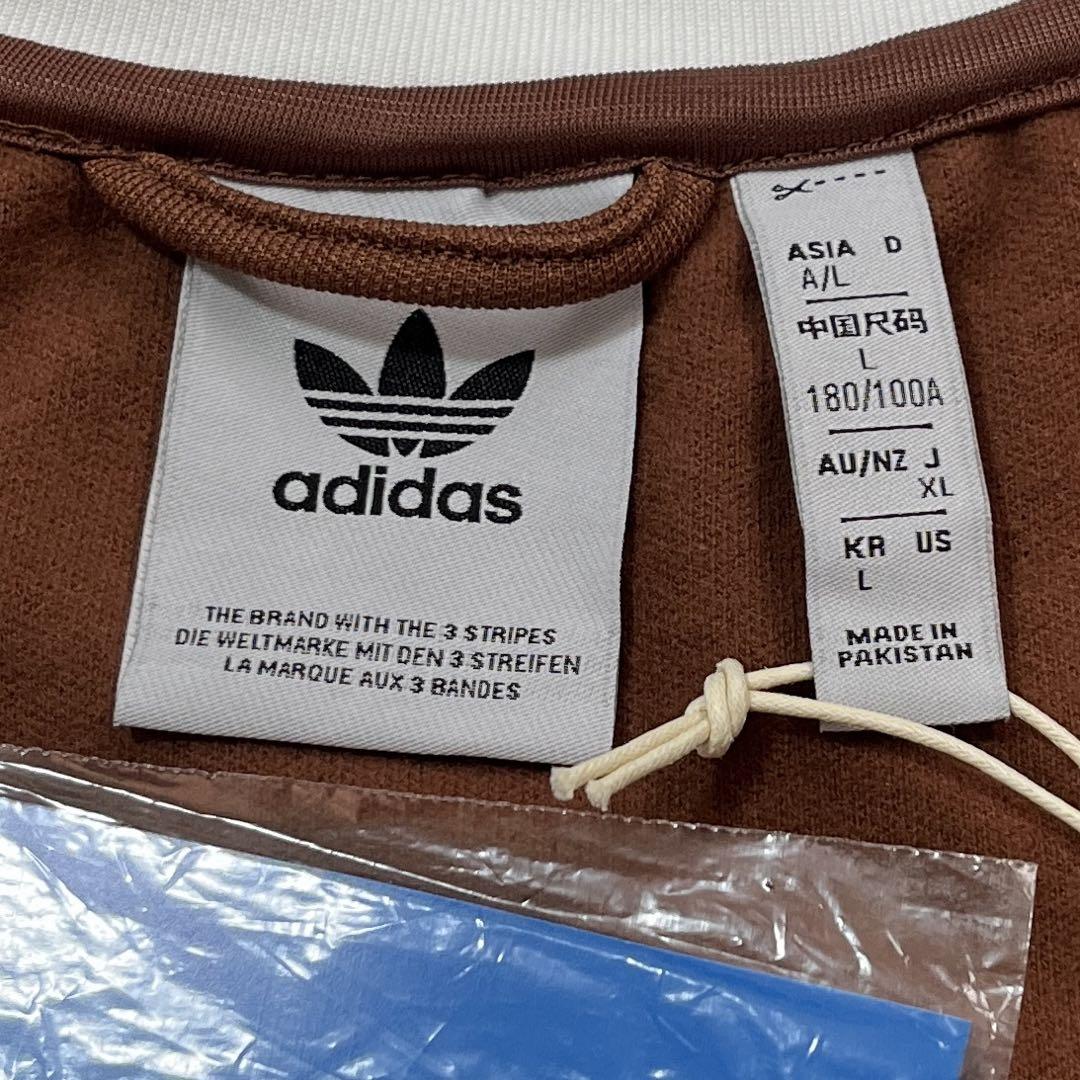 adidas
THE BRAND WITH THE 3 STRIPES
DIE WELTMARKE MIT DEN 3 STREIFEN
LA MARQUE AUX 3 BANDES
ASIA D
A/L
中国尺码
L
180/100A
AU/NZ J
XL
KR US
L
MADE IN
PAKISTAN